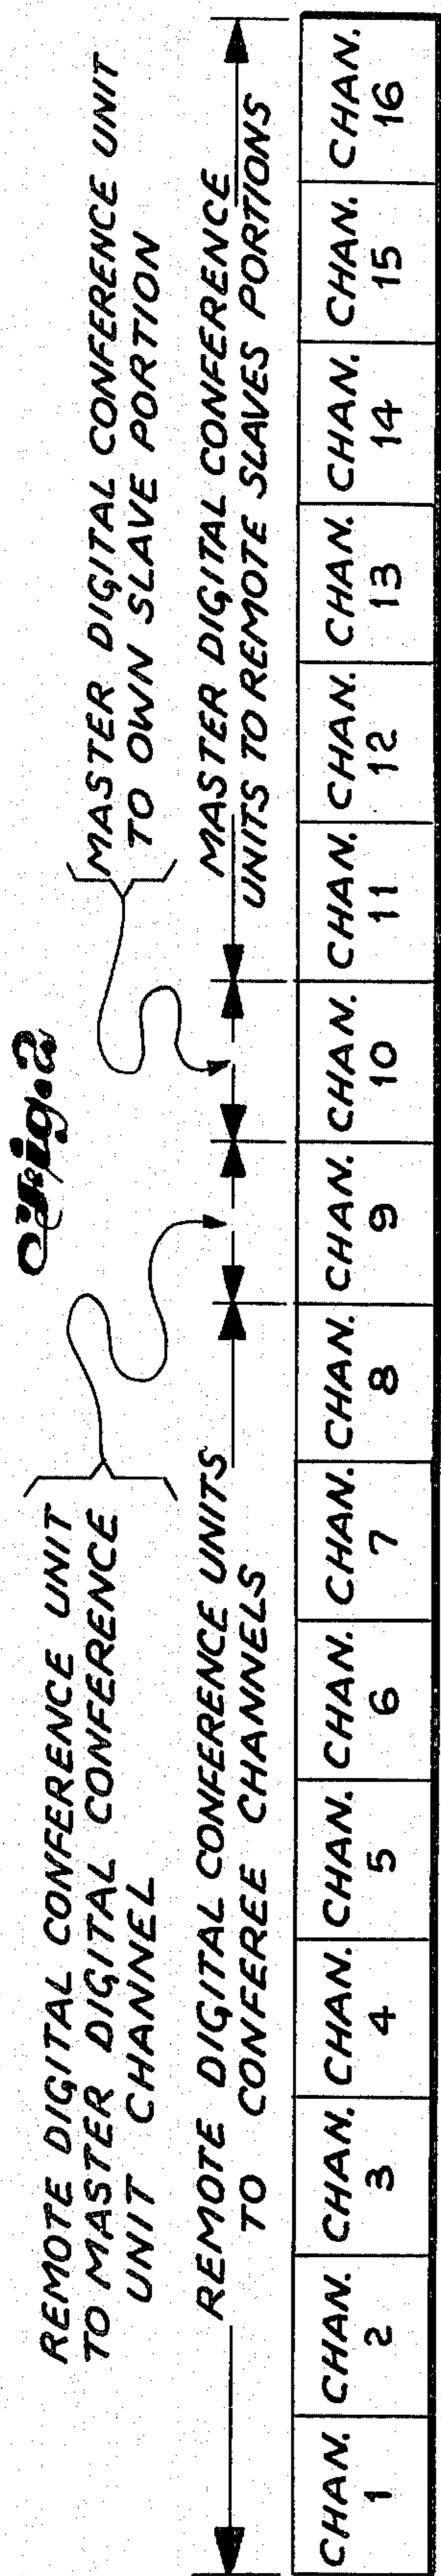 Fig. 2
REMOTE DIGITAL CONFERENCE UNIT
TO MASTER DIGITAL CONFERENCE
UNIT CHANNEL
MASTER DIGITAL CONFERENCE UNIT
TO OWN SLAVE PORTION
REMOTE DIGITAL CONFERENCE UNITS
TO CONFEREE CHANNELS
MASTER DIGITAL CONFERENCE
UNITS TO REMOTE SLAVES PORTIONS
CHAN. CHAN. CHAN. CHAN. CHAN. CHAN. CHAN. CHAN. CHAN. CHAN. CHAN. CHAN. CHAN. CHAN. CHAN. CHAN.
1 2 3 4 5 6 7 8 9 10 11 12 13 14 15 16